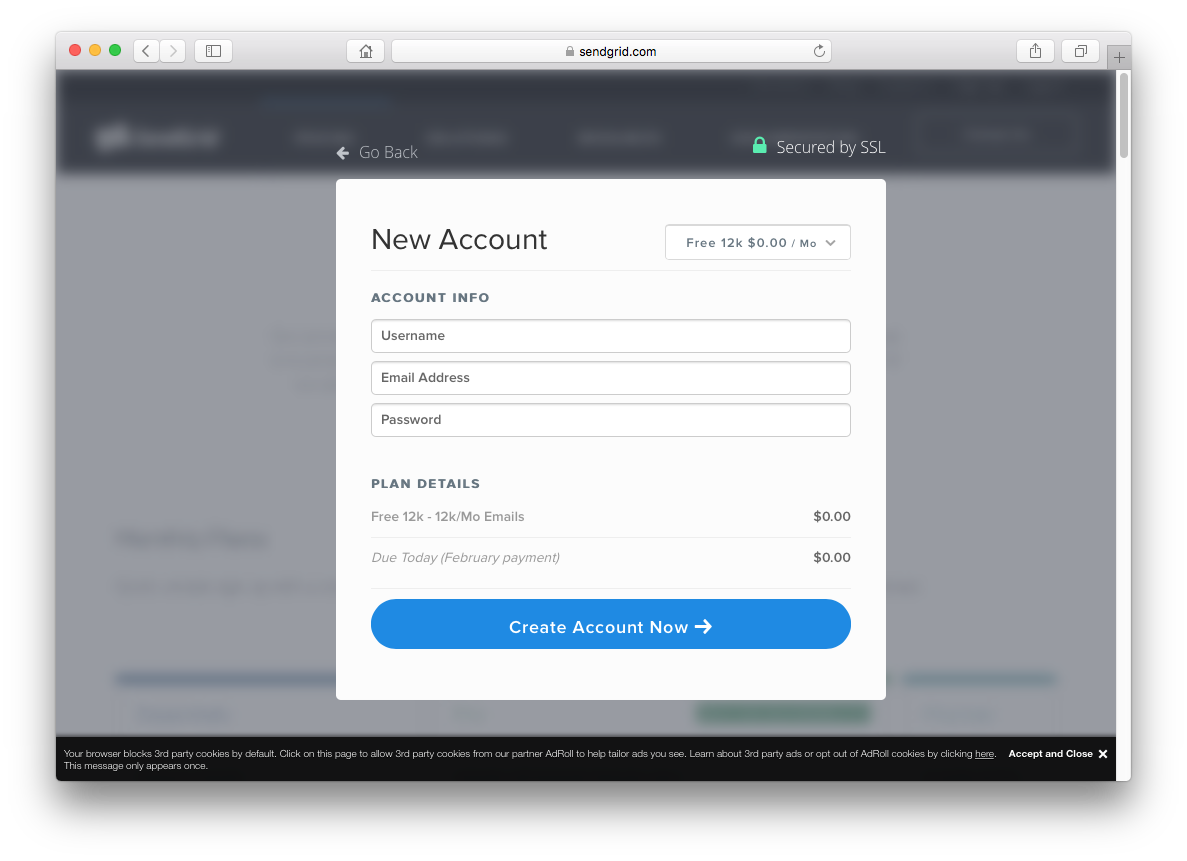 sendgrid.com
Go Back
Secured by SSL
New Account
Free 12k $0.00 / Mo
ACCOUNT INFO
Username
Email Address
Password
PLAN DETAILS
Free 12k - 12k/Mo Emails $0.00
Due Today (February payment) $0.00
Create Account Now
Your browser blocks 3rd party cookies by default. Click on this page to allow 3rd party cookies from our partner AdRoll to help tailor ads you see. Learn about 3rd party ads or opt out of AdRoll cookies by clicking here. Accept and Close
This message only appears once.